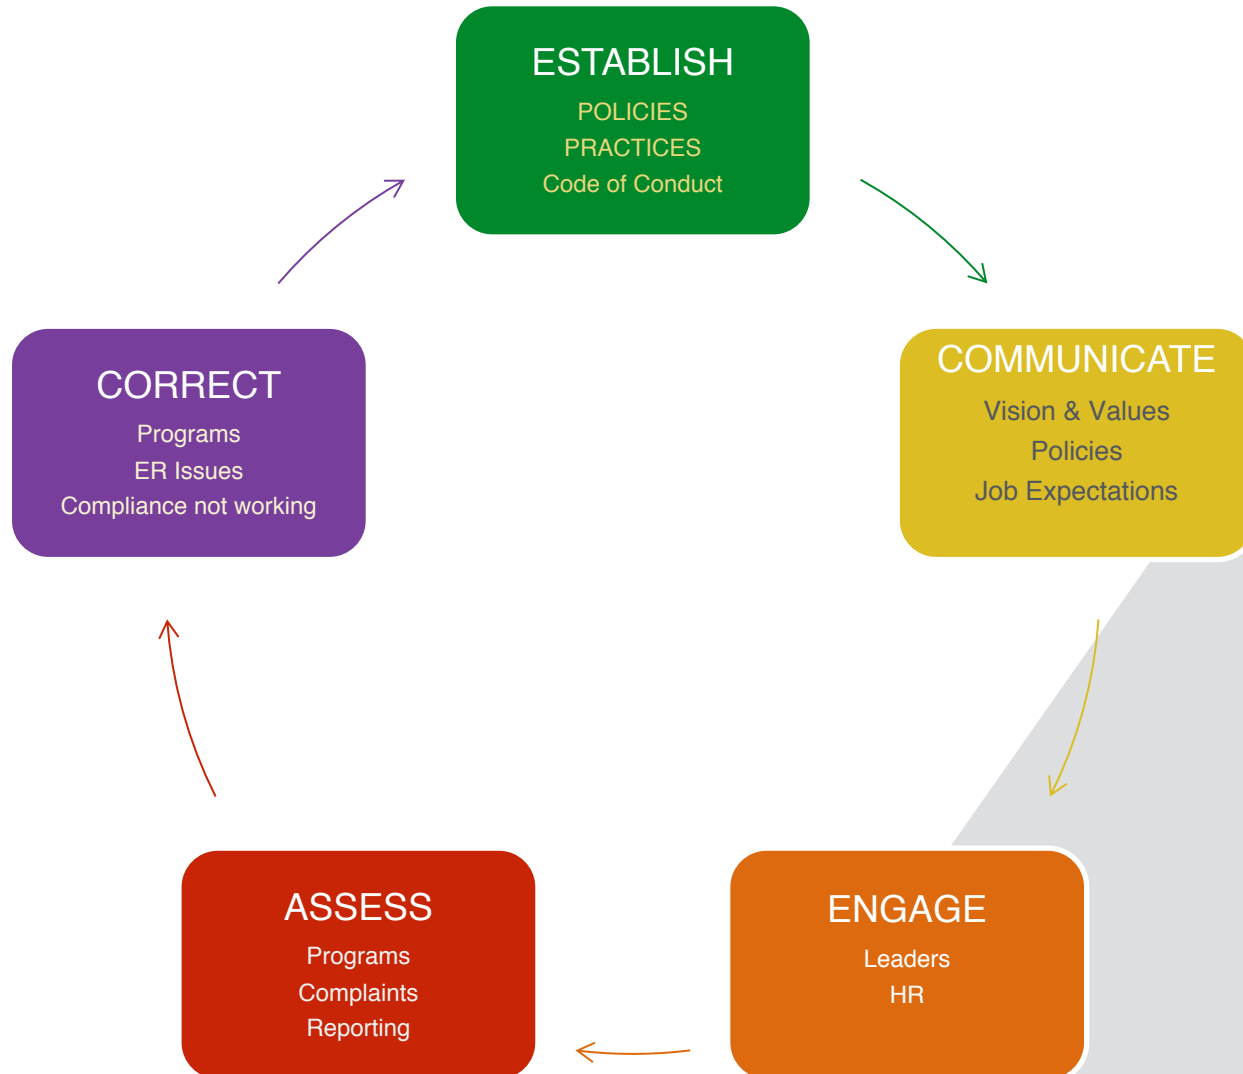 ESTABLISH
POLICIES
PRACTICES
Code of Conduct
COMMUNICATE
Vision & Values
Policies
Job Expectations
ENGAGE
Leaders
HR
ASSESS
Programs
Complaints
Reporting
CORRECT
Programs
ER Issues
Compliance not working